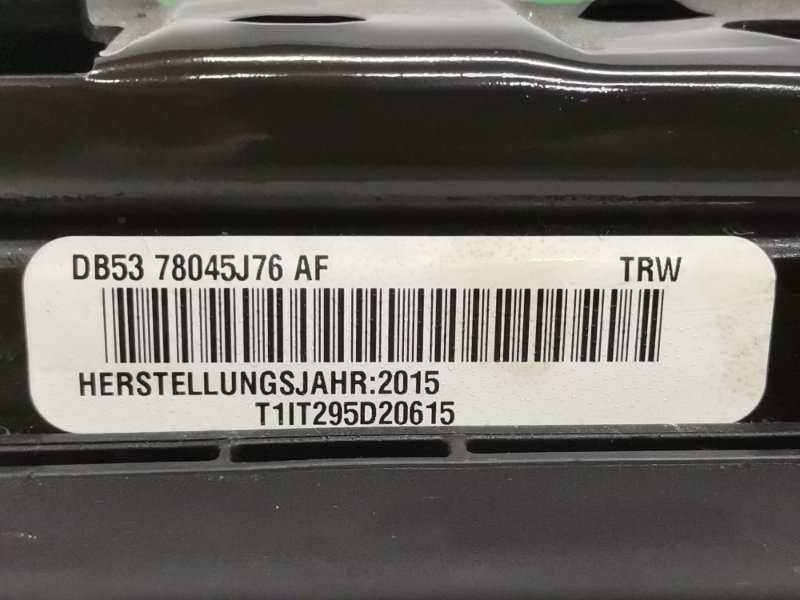 DB53 78045J76 AF TRW
HERSTELLUNGSJAHR:2015
T1IT295D20615